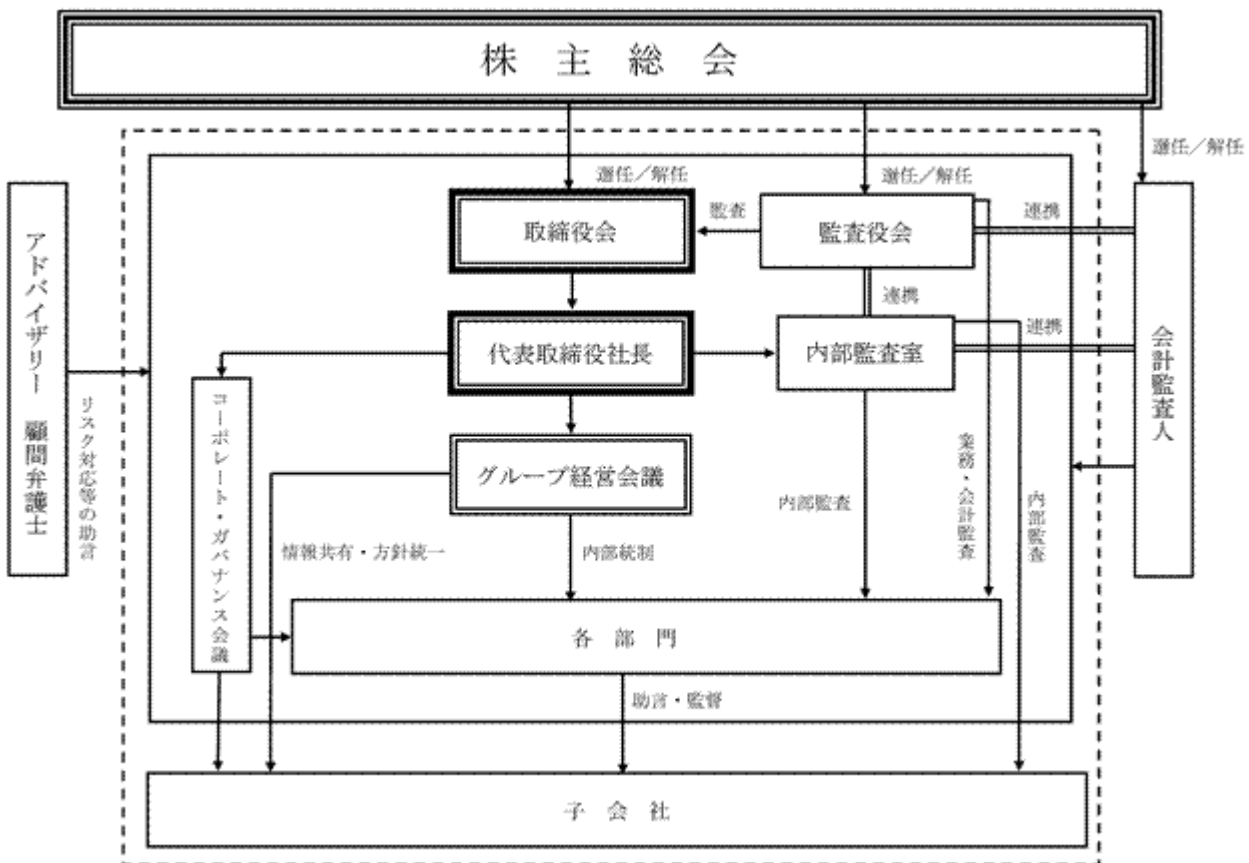 株主総会
選任／解任
選任／解任
選任／解任
取締役会
監査
監査役会
連携
連携
代表取締役社長
内部監査室
連携
会計監査人
アドバイザリー 顧問弁護士
リスク対応等の助言
コーポレート・ガバナンス会議
グループ経営会議
情報共有・方針統一
内部統制
内部監査
業務・会計監査
内部監査
各部門
助言・監督
子会社